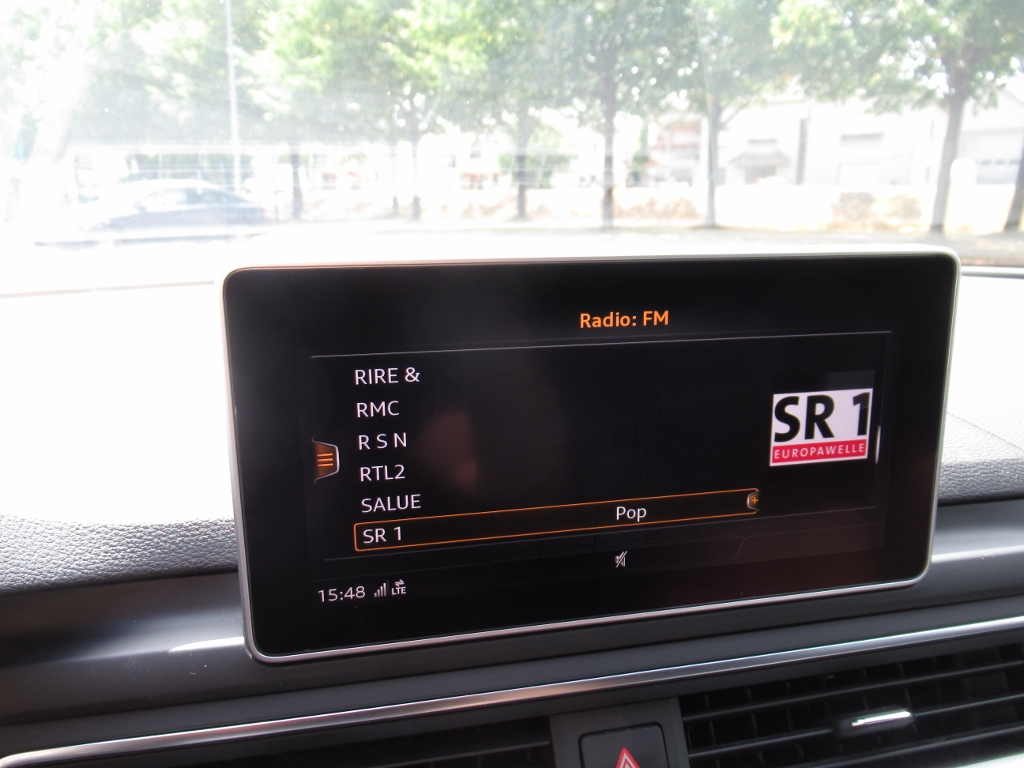 Radio: FM
RIRE &
RMC
R S N
RTL2
SALUE
SR 1 Pop
SR 1
EUROPAWELLE
15:48 LTE